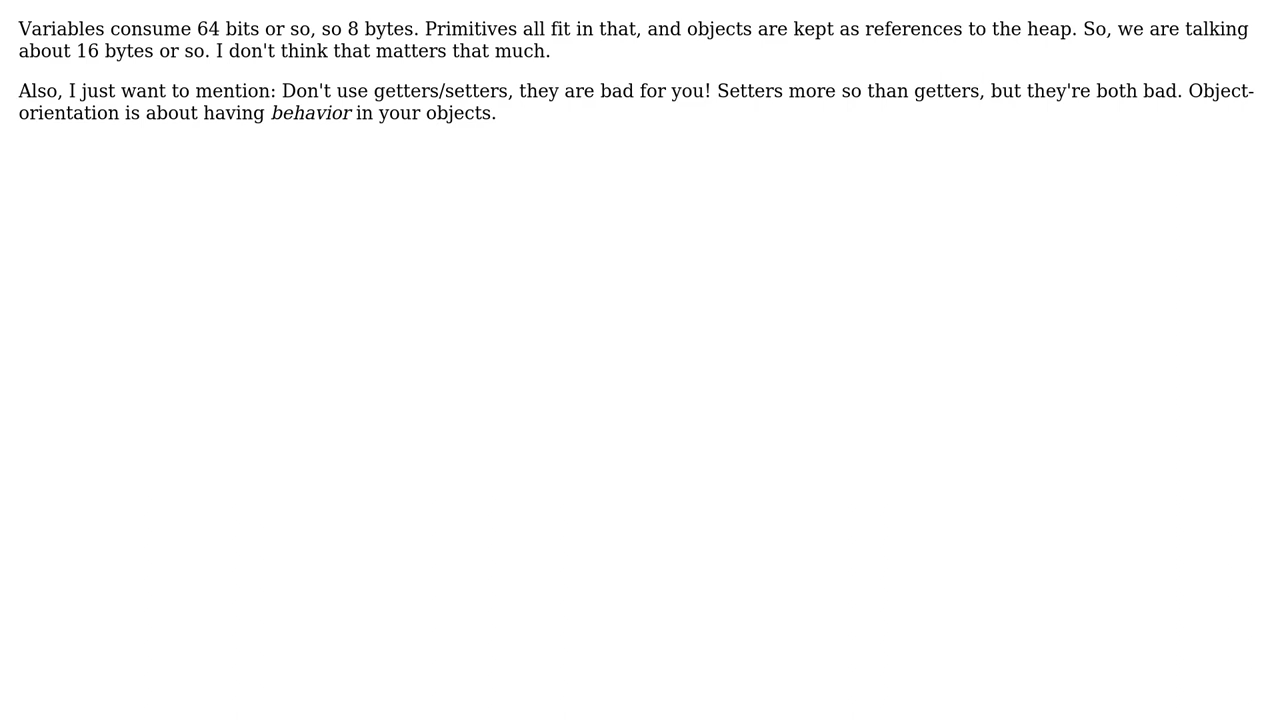 Variables consume 64 bits or so, so 8 bytes. Primitives all fit in that, and objects are kept as references to the heap. So, we are talking
about 16 bytes or so. I don't think that matters that much.
Also, I just want to mention: Don't use getters/setters, they are bad for you! Setters more so than getters, but they're both bad. Object-
orientation is about having behavior in your objects.